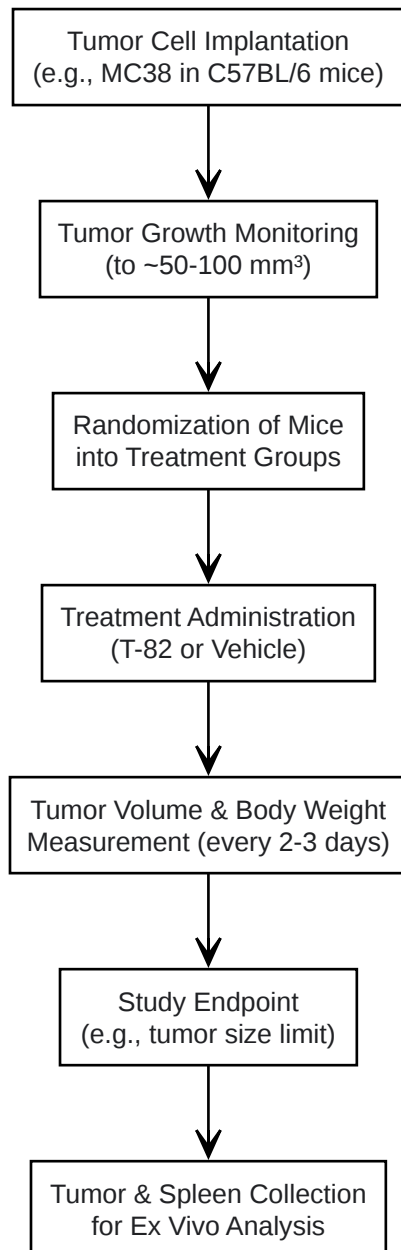 Tumor Cell Implantation
(e.g., MC38 in C57BL/6 mice)
Tumor Growth Monitoring
(to ~50-100 mm³)
Randomization of Mice
into Treatment Groups
Treatment Administration
(T-82 or Vehicle)
Tumor Volume & Body Weight
Measurement (every 2-3 days)
Study Endpoint
(e.g., tumor size limit)
Tumor & Spleen Collection
for Ex Vivo Analysis